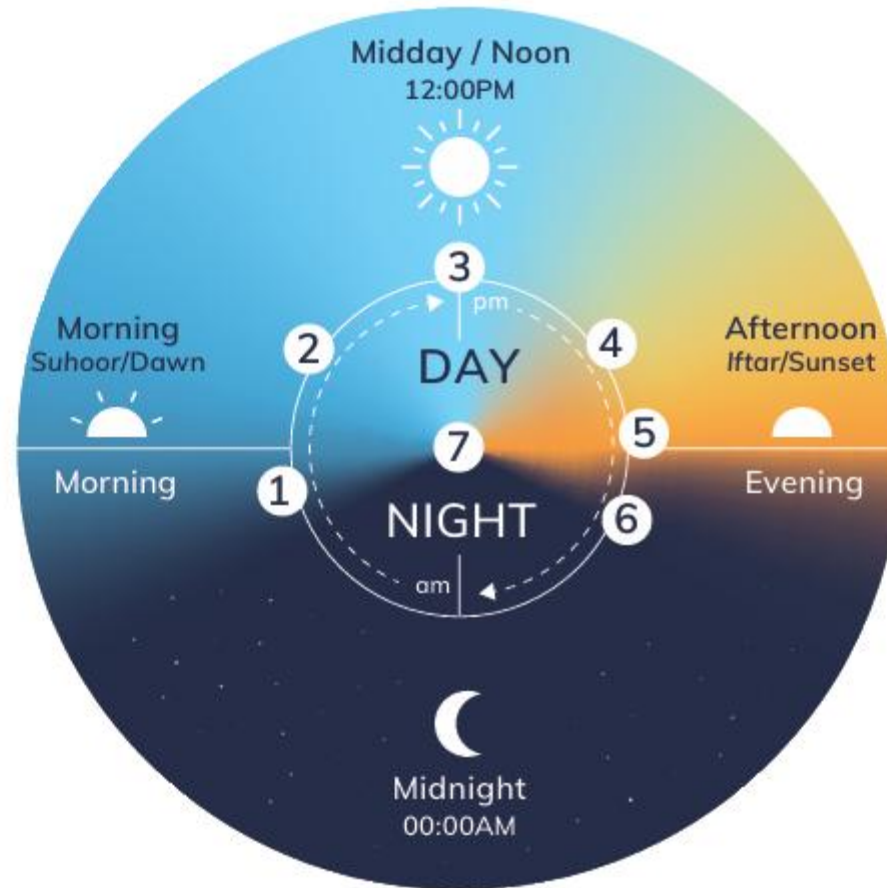 Midday / Noon
12:00PM
3
pm
Morning
Suhoor/Dawn
2
DAY
4
Afternoon
Iftar/Sunset
7
5
Morning
1
NIGHT
6
Evening
am
Midnight
00:00AM